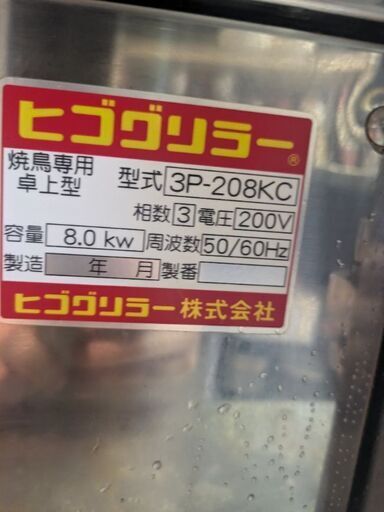 ヒゴグリラー®
焼鳥専用
卓上型
型式 3P-208KC
相数 3 電圧 200V
容量 8.0 kw 周波数 50/60Hz
製造 年 月 製番
ヒゴグリラー株式会社